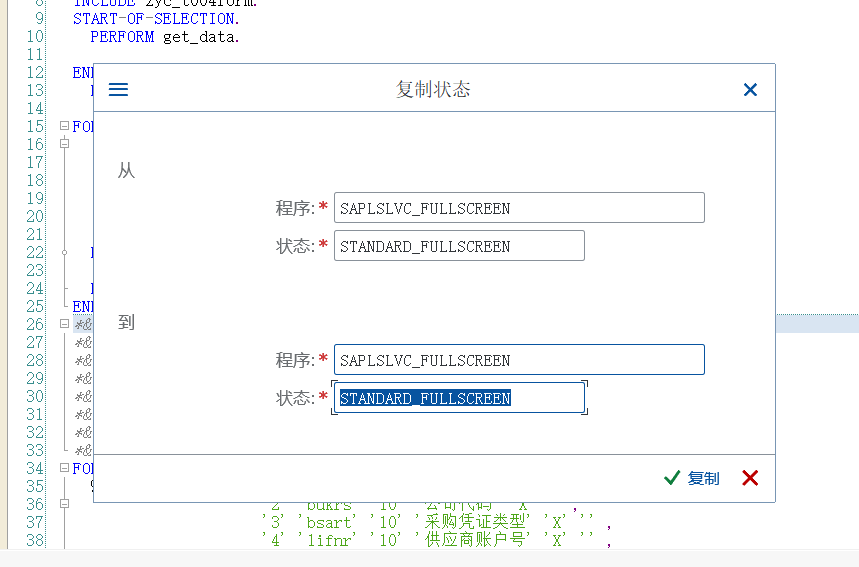 8 INCLUDE zyc_t004form.
9 START-OF-SELECTION.
10 PERFORM get_data.
11
12 EN
13
14
15 FO
16
17
18
19
20
21
22
23
24
25 EN
26 *&
27 *&
28 *&
29 *&
30 *&
31 *&
32 *&
33 *&
34 FO
35
36 '2' 'bukrs' '10' '公司代码' 'X' '' ,
37 '3' 'bsart' '10' '采购凭证类型' 'X' '' ,
38 '4' 'lifnr' '10' '供应商账户号' 'X' '' ,
复制状态
从
程序:* SAPLSLVC_FULLSCREEN
状态:* STANDARD_FULLSCREEN
到
程序:* SAPLSLVC_FULLSCREEN
状态:* STANDARD_FULLSCREEN
复制